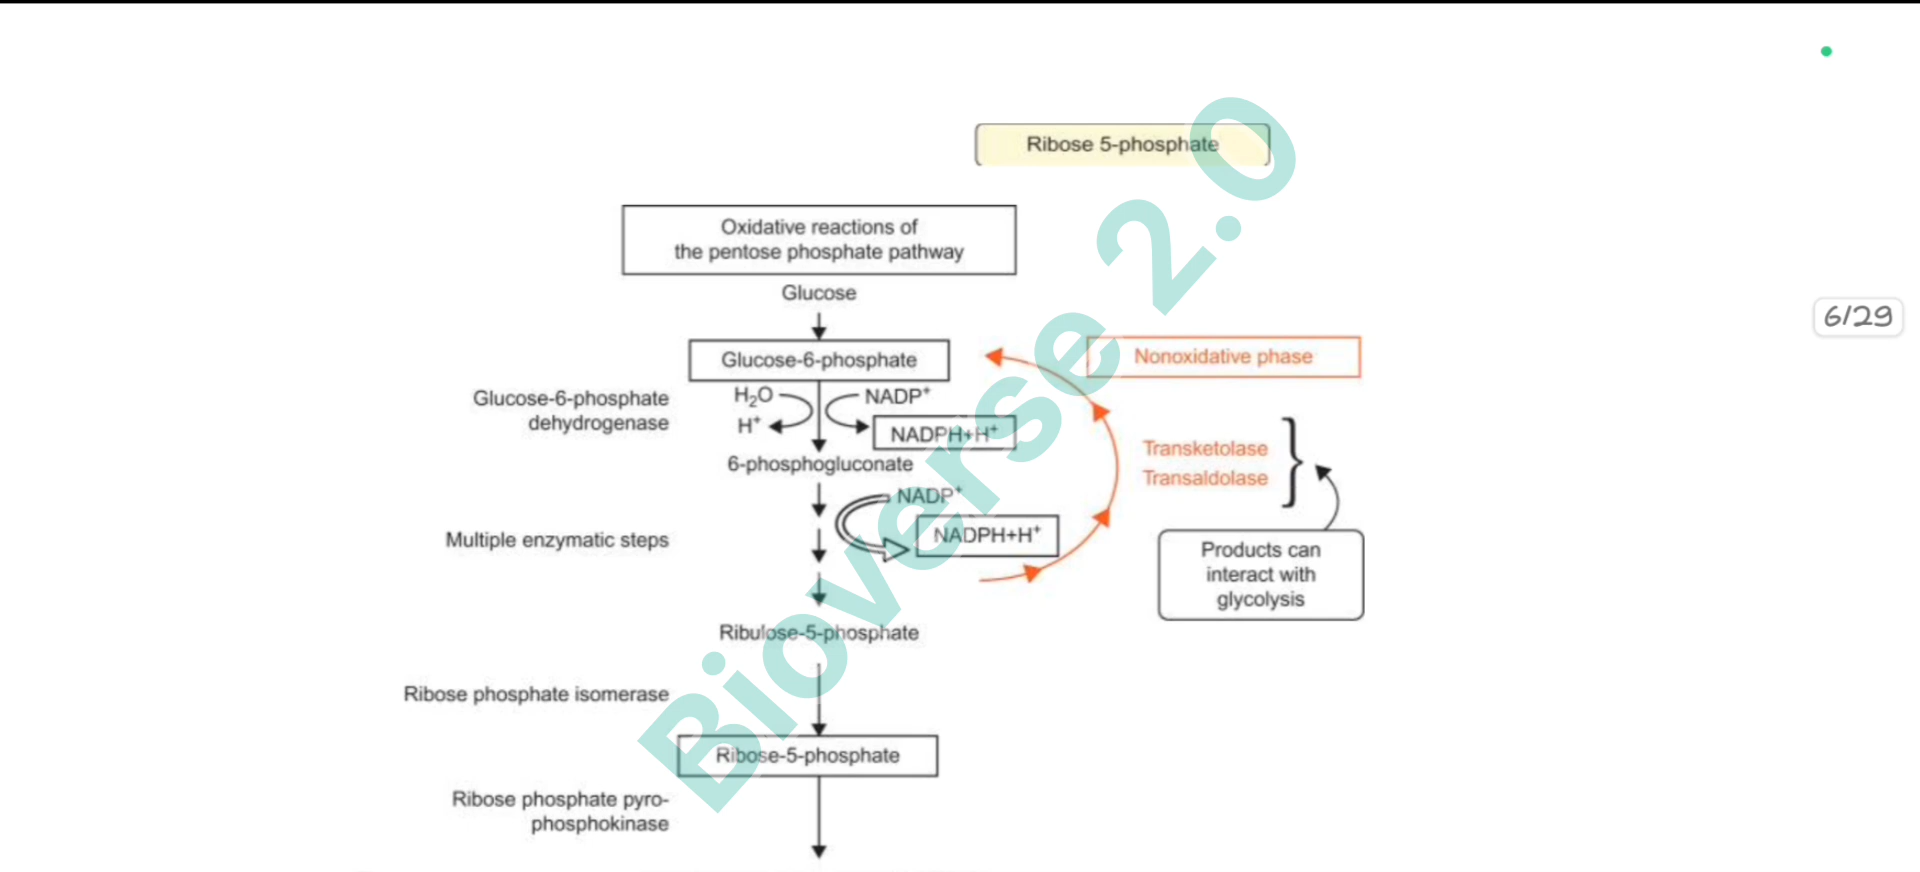 Ribose 5-phosphate
Oxidative reactions of
the pentose phosphate pathway
Glucose
Glucose-6-phosphate
Nonoxidative phase
Glucose-6-phosphate
dehydrogenase
H₂O
NADP⁺
H⁺
NADPH+H⁺
6-phosphogluconate
Transketolase
Transaldolase
NADP⁺
NADPH+H⁺
Multiple enzymatic steps
Products can
interact with
glycolysis
Ribulose-5-phosphate
Ribose phosphate isomerase
Ribose-5-phosphate
Ribose phosphate pyro-
phosphokinase
Bioverse 2.0
6/29